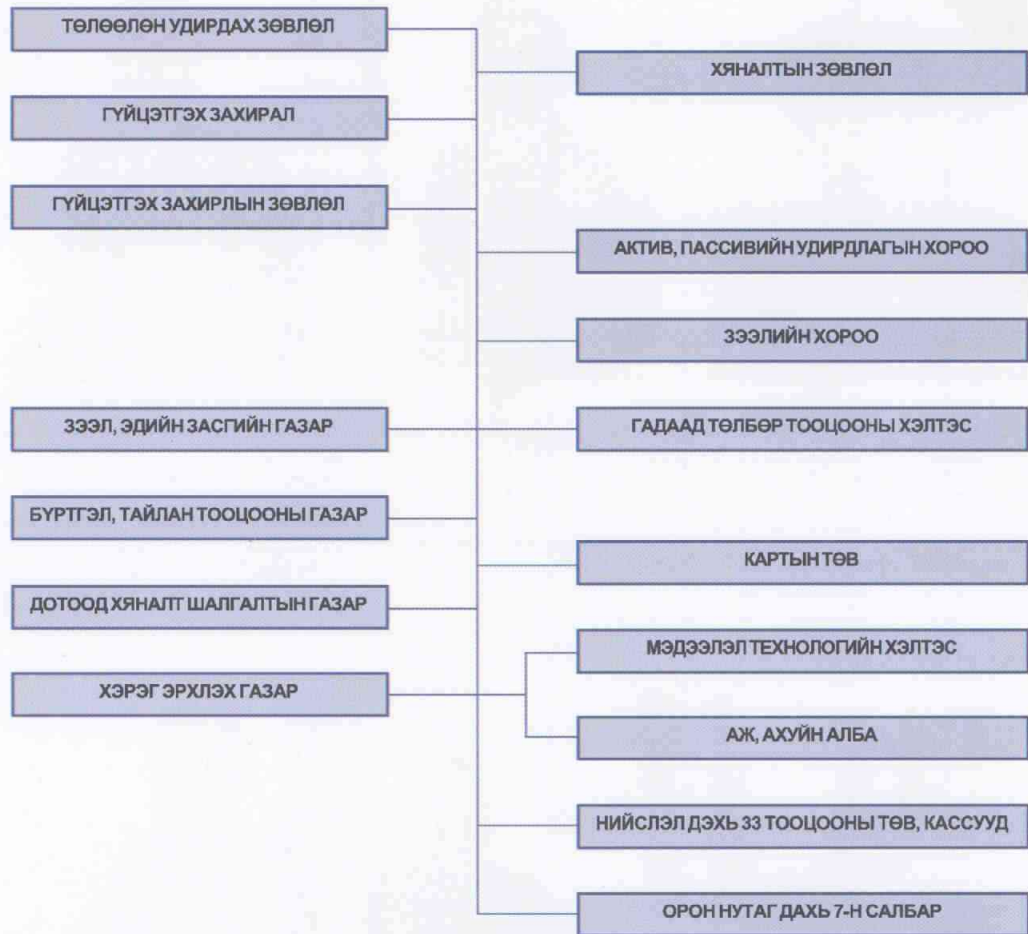 ТӨЛӨӨЛӨН УДИРДАХ ЗӨВЛӨЛ
ХЯНАЛТЫН ЗӨВЛӨЛ
ГҮЙЦЭТГЭХ ЗАХИРАЛ
ГҮЙЦЭТГЭХ ЗАХИРЛЫН ЗӨВЛӨЛ
АКТИВ, ПАССИВИЙН УДИРДЛАГЫН ХОРОО
ЗЭЭЛИЙН ХОРОО
ЗЭЭЛ, ЭДИЙН ЗАСГИЙН ГАЗАР
ГАДААД ТӨЛБӨР ТООЦООНЫ ХЭЛТЭС
БҮРТГЭЛ, ТАЙЛАН ТООЦООНЫ ГАЗАР
КАРТЫН ТӨВ
ДОТООД ХЯНАЛТ ШАЛГАЛТЫН ГАЗАР
МЭДЭЭЛЭЛ ТЕХНОЛОГИЙН ХЭЛТЭС
ХЭРЭГ ЭРХЛЭХ ГАЗАР
АЖ, АХУЙН АЛБА
НИЙСЛЭЛ ДЭХЬ 33 ТООЦООНЫ ТӨВ, КАССУУД
ОРОН НУТАГ ДАХЬ 7-Н САЛБАР